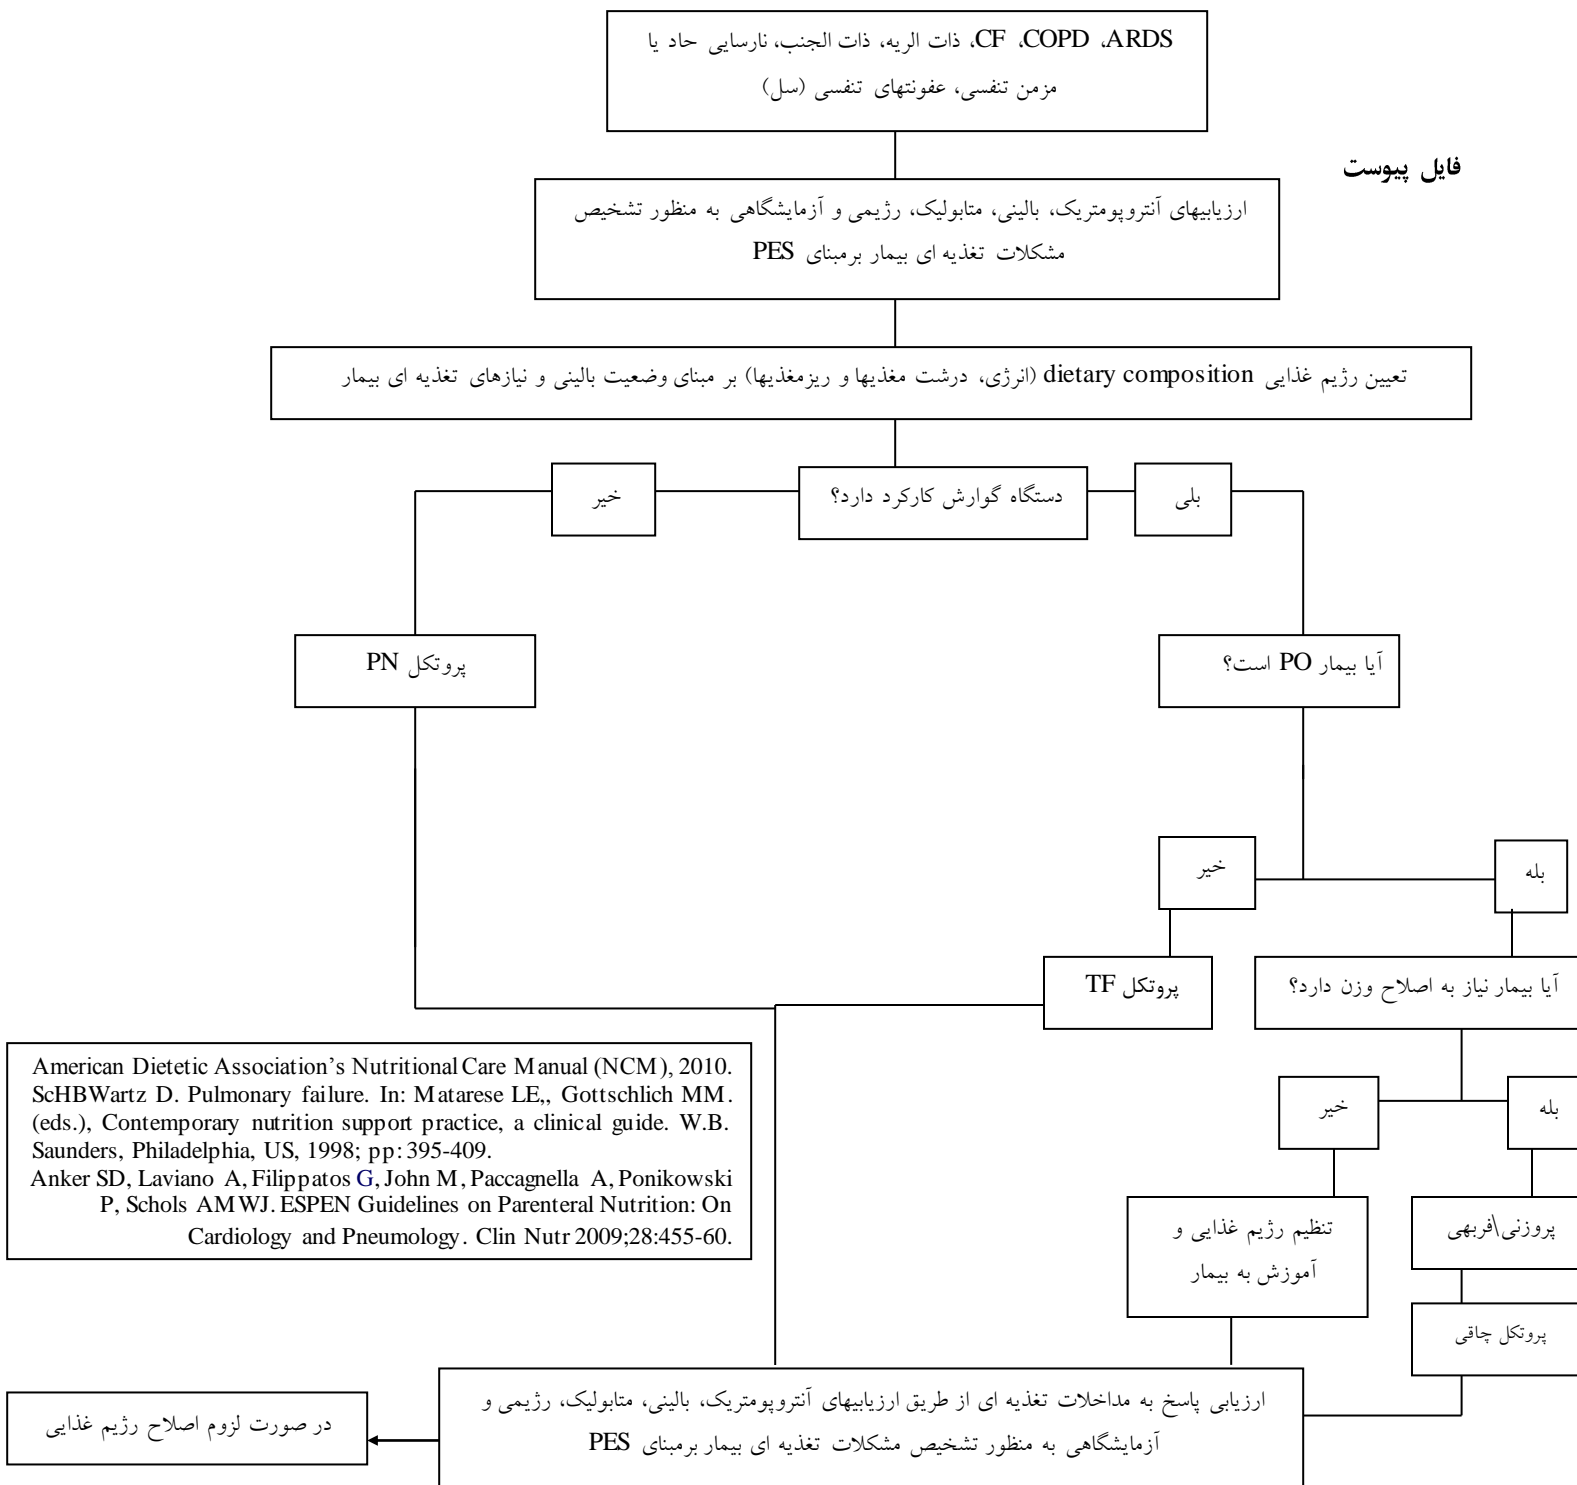 ARDS، COPD، CF، ذات الریه، ذات الجنب، نارسایی حاد یا
مزمن تنفسی، عفونتهای تنفسی (سل)
فایل پیوست
ارزیابیهای آنتروپومتریک، بالینی، متابولیک، رژیمی و آزمایشگاهی به منظور تشخیص
مشکلات تغذیه ای بیمار برمبنای PES
تعیین رژیم غذایی dietary composition (انرژی، درشت مغذیها و ریزمغذیها) بر مبنای وضعیت بالینی و نیازهای تغذیه ای بیمار
دستگاه گوارش کارکرد دارد؟
بلی
خیر
آیا بیمار PO است؟
پروتکل PN
بله
خیر
آیا بیمار نیاز به اصلاح وزن دارد؟
پروتکل TF
American Dietetic Association's Nutritional Care Manual (NCM), 2010.
ScHBWartz D. Pulmonary failure. In: Matarese LE,, Gottschlich MM.
(eds.), Contemporary nutrition support practice, a clinical guide. W.B.
Saunders, Philadelphia, US, 1998; pp: 395-409.
Anker SD, Laviano A, Filippatos G, John M, Paccagnella A, Ponikowski
P, Schols AMWJ. ESPEN Guidelines on Parenteral Nutrition: On
Cardiology and Pneumology. Clin Nutr 2009;28:455-60.
بله
خیر
پروزنی\فربهی
تنظیم رژیم غذایی و
آموزش به بیمار
پروتکل چاقی
ارزیابی پاسخ به مداخلات تغذیه ای از طریق ارزیابیهای آنتروپومتریک، بالینی، متابولیک، رژیمی و
آزمایشگاهی به منظور تشخیص مشکلات تغذیه ای بیمار برمبنای PES
در صورت لزوم اصلاح رژیم غذایی